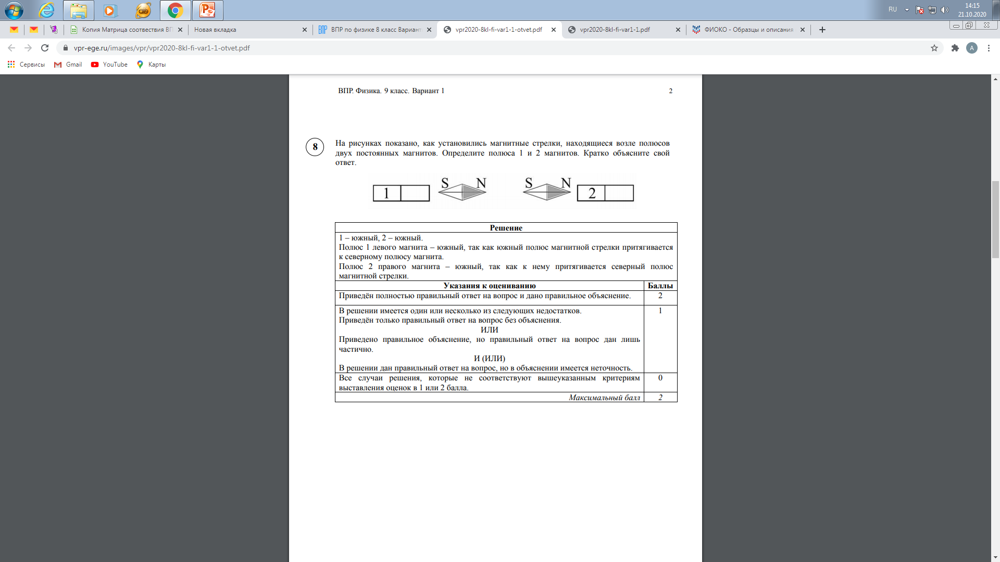 RU
14:15
21.10.2020
Копия Матрица соотвествия ВП
Новая вкладка
ВПР ВПР по физике 8 класс Вариант
vpr2020-8kl-fi-var1-1-otvet.pdf
vpr2020-8kl-fi-var1-1.pdf
ФИОКО - Образцы и описания
vpr-ege.ru/images/vpr/vpr2020-8kl-fi-var1-1-otvet.pdf
A
Сервисы
Gmail
YouTube
Карты
ВПР. Физика. 9 класс. Вариант 1
2
8
На рисунках показано, как установились магнитные стрелки, находящиеся возле полюсов
двух постоянных магнитов. Определите полюса 1 и 2 магнитов. Кратко объясните свой
ответ.
S N S N
1 2
Решение
1 – южный, 2 – южный.
Полюс 1 левого магнита – южный, так как южный полюс магнитной стрелки притягивается
к северному полюсу магнита.
Полюс 2 правого магнита – южный, так как к нему притягивается северный полюс
магнитной стрелки.
Указания к оцениванию Баллы
Приведён полностью правильный ответ на вопрос и дано правильное объяснение. 2
В решении имеется один или несколько из следующих недостатков. 1
Приведён только правильный ответ на вопрос без объяснения.
ИЛИ
Приведено правильное объяснение, но правильный ответ на вопрос дан лишь
частично.
И (ИЛИ)
В решении дан правильный ответ на вопрос, но в объяснении имеется неточность.
Все случаи решения, которые не соответствуют вышеуказанным критериям 0
выставления оценок в 1 или 2 балла.
Максимальный балл 2